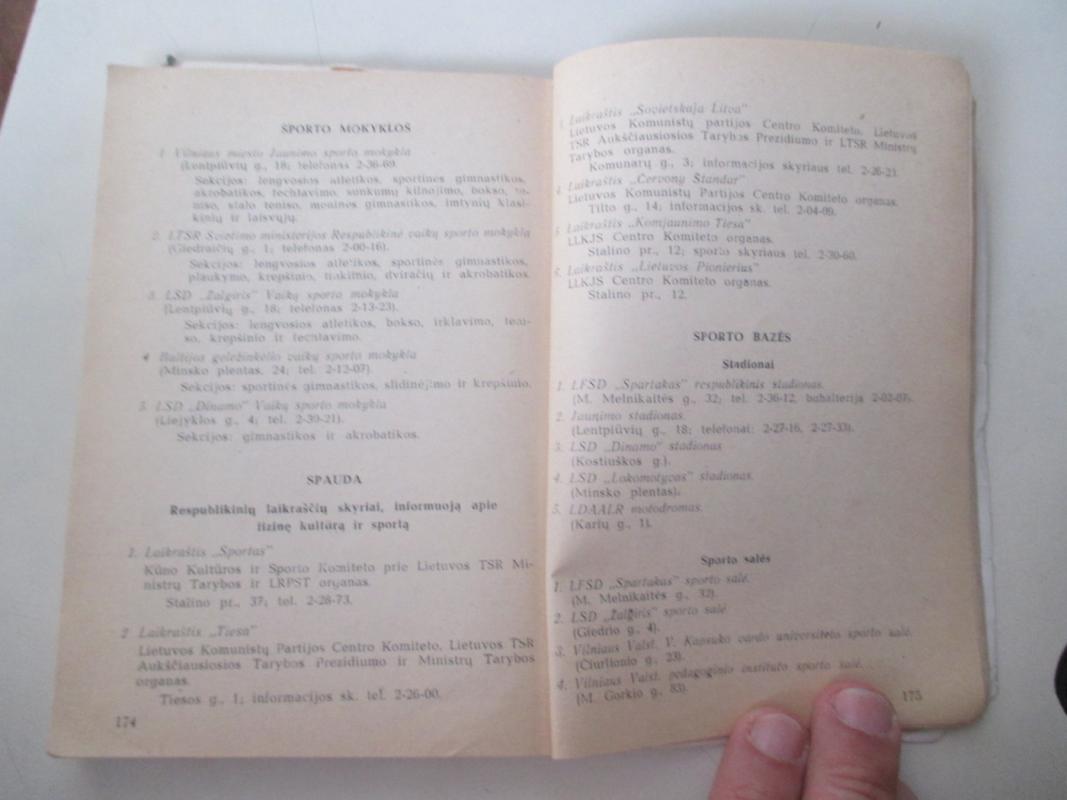 SPORTO MOKYKLOS
1. Vilniaus miesto Jaunimo sporto mokykla
(Lentpiūvių g., 18; telefonas 2-36-69.
Sekcijos: lengvosios atletikos, sportinės gimnastikos,
akrobatikos, fechtavimo, sunkumų kilnojimo, bokso, te-
niso, stalo teniso, meninės gimnastikos, imtynių klasi-
kinių ir laisvųjų.
2. LTSR Švietimo ministerijos Respublikinė vaikų sporto mokykla
(Giedraičių g., 1; telefonas 2-00-16).
Sekcijos: lengvosios atletikos, sportinės gimnastikos,
plaukymo, krepšinio, tinklinio, dviračių ir akrobatikos.
3. LSD „Žalgiris" Vaikų sporto mokykla
(Lentpiūvių g., 18; telefonas 2-13-23).
Sekcijos: lengvosios atletikos, bokso, irklavimo, teni-
so, krepšinio ir fechtavimo.
4 Baltijos geležinkelio vaikų sporto mokykla
(Minsko plentas, 24; tel. 2-12-07).
Sekcijos: sportinės gimnastikos, slidinėjimo ir krepšinio.
5. LSD „Dinamo" Vaikų sporto mokykla
(Liejyklos g., 4; tel. 2-39-21).
Sekcijos: gimnastikos ir akrobatikos.
SPAUDA
Respublikinių laikraščių skyriai, informuoją apie
fizinę kultūrą ir sportą
1. Laikraštis „Sportas"
Kūno Kultūros ir Sporto Komiteto prie Lietuvos TSR Mi-
nistrų Tarybos ir LRPST organas.
Stalino pr., 37; tel. 2-28-73.
2 Laikraštis „Tiesa"
Lietuvos Komunistų Partijos Centro Komiteto, Lietuvos TSR
Aukščiausiosios Tarybos Prezidiumo ir Ministrų Tarybos
organas.
Tiesos g., 1; informacijos sk. tel. 2-26-00.
174
3. Laikraštis „Sovietskaja Litva"
Lietuvos Komunistų partijos Centro Komiteto, Lietuvos
TSR Aukščiausiosios Tarybos Prezidiumo ir LTSR Ministrų
Tarybos organas.
Komunarų g., 3; informacijos skyriaus tel. 2-26-21
4. Laikraštis „Červony Štandar"
Lietuvos Komunistų Partijos Centro Komiteto organas.
Tilto g., 14; informacijos sk. tel. 2-04-09.
5 Laikraštis „Komjaunimo Tiesa"
LLKJS Centro Komiteto organas.
Stalino pr., 12; sporto skyriaus tel. 2-30-60.
6. Laikraštis „Lietuvos Pionierius"
LLKJS Centro Komiteto organas.
Stalino pr., 12.
SPORTO BAZĖS
Stadionai
1. LFSD „Spartakas" respublikinis stadionas.
(M. Melnikaitės g., 32; tel. 2-36-12, buhalterija 2-02-07).
2. Jaunimo stadionas.
(Lentpiūvių g., 18; telefonai: 2-27-16, 2-27-33).
3. LSD „Dinamo" stadionas
(Kostiuškos g.).
4. LSD „Lokomotyvas" stadionas.
(Minsko plentas).
5. LDAALR motodromas.
(Karių g., 1).
Sporto salės
1. LFSD „Spartakas" sporto salė.
(M. Melnikaitės g., 32).
2. LSD „Žalgiris" sporto salė
(Giedrio g., 4).
3. Vilniaus Valst. V. Kapsuko vardo universiteto sporto salė.
(Čiurlionio g., 23).
4. Vilniaus Valst. pedagoginio instituto sporto salė.
(M. Gorkio g., 83).
175